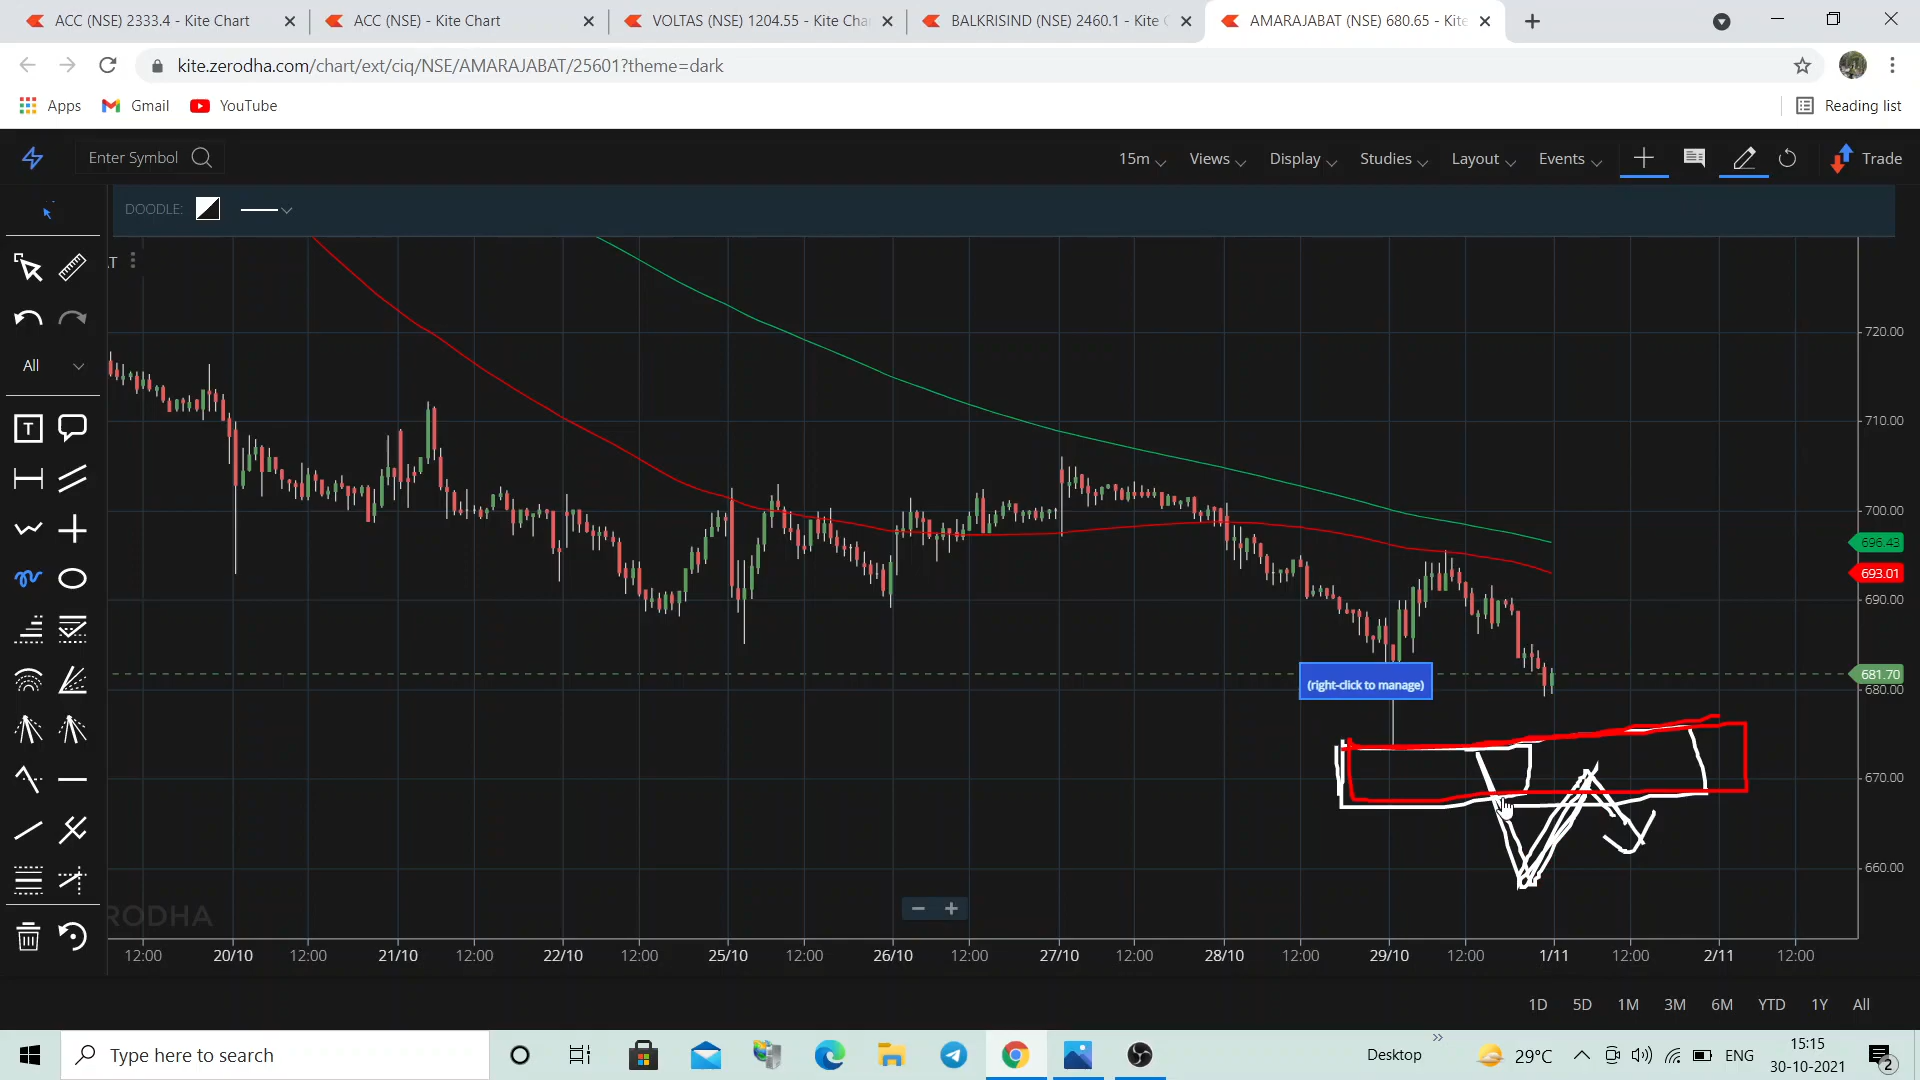 ACC (NSE) 2333.4 - Kite Chart
ACC (NSE) - Kite Chart
VOLTAS (NSE) 1204.55 - Kite Cha
BALKRISIND (NSE) 2460.1 - Kite C
AMARAJABAT (NSE) 680.65 - Kite
kite.zerodha.com/chart/ext/ciq/NSE/AMARAJABAT/25601?theme=dark
Apps
Gmail
YouTube
Reading list
Enter Symbol
15m
Views
Display
Studies
Layout
Events
Trade
DOODLE:
AT
All
T
720.00
710.00
700.00
696.43
693.01
690.00
681.70
680.00
670.00
660.00
(right-click to manage)
RODHA
12:00 20/10 12:00 21/10 12:00 22/10 12:00 25/10 12:00 26/10 12:00 27/10 12:00 28/10 12:00 29/10 12:00 1/11 12:00 2/11 12:00
1D 5D 1M 3M 6M YTD 1Y All
Type here to search
Desktop
29°C
ENG
15:15
30-10-2021
2